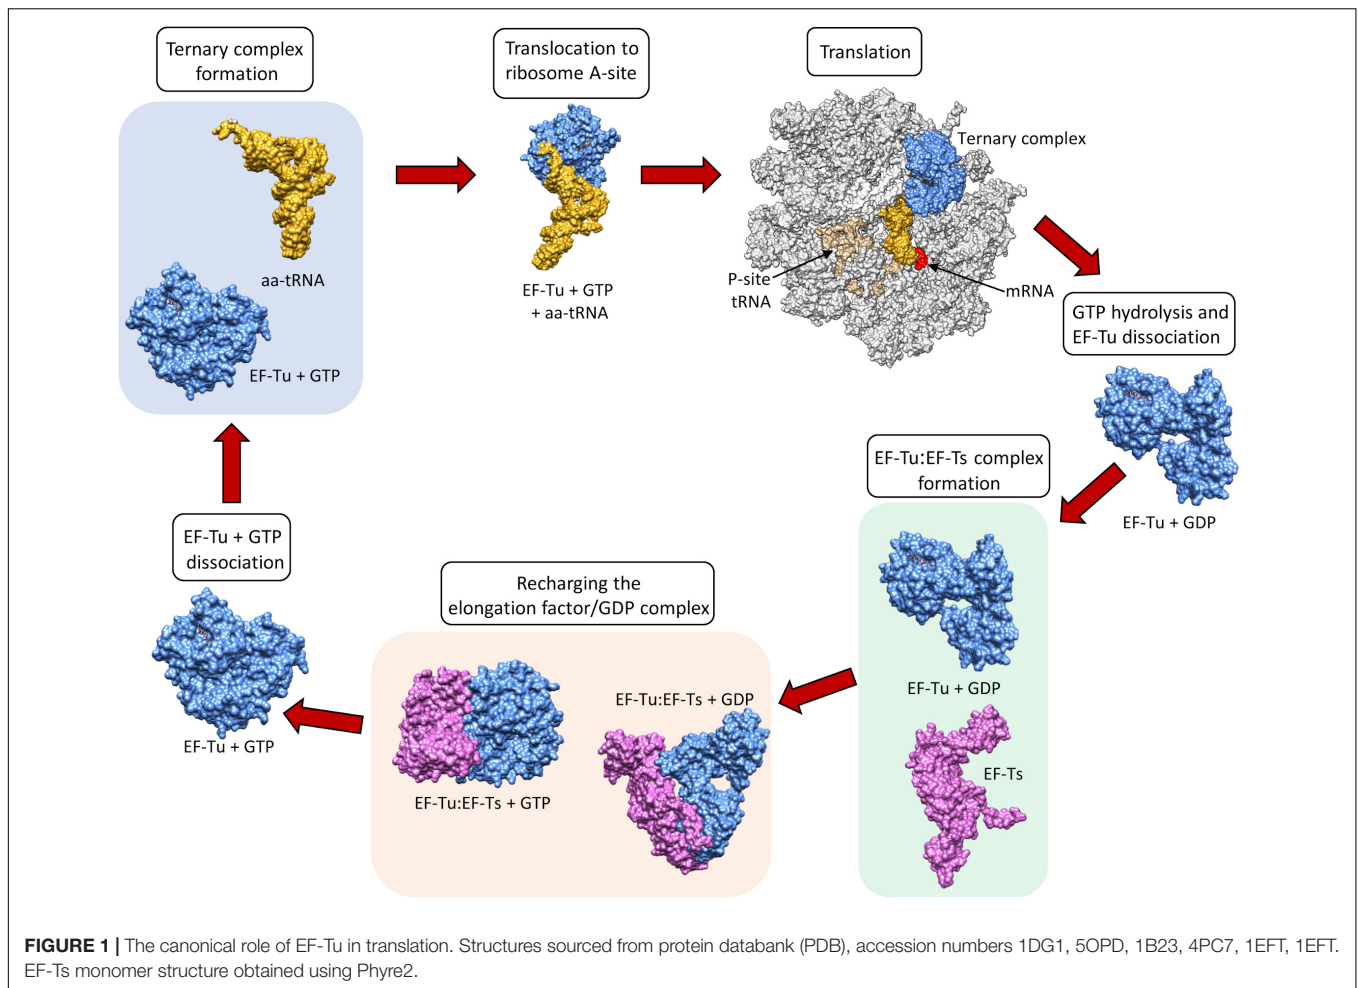 Ternary complex
formation
aa-tRNA
EF-Tu + GTP
Translocation to
ribosome A-site
EF-Tu + GTP
+ aa-tRNA
Translation
Ternary complex
P-site
tRNA
mRNA
GTP hydrolysis and
EF-Tu dissociation
EF-Tu + GDP
EF-Tu:EF-Ts complex
formation
EF-Tu + GDP
EF-Ts
Recharging the
elongation factor/GDP complex
EF-Tu:EF-Ts + GDP
EF-Tu:EF-Ts + GTP
EF-Tu + GTP
dissociation
EF-Tu + GTP
FIGURE 1 | The canonical role of EF-Tu in translation. Structures sourced from protein databank (PDB), accession numbers 1DG1, 5OPD, 1B23, 4PC7, 1EFT, 1EFT.
EF-Ts monomer structure obtained using Phyre2.